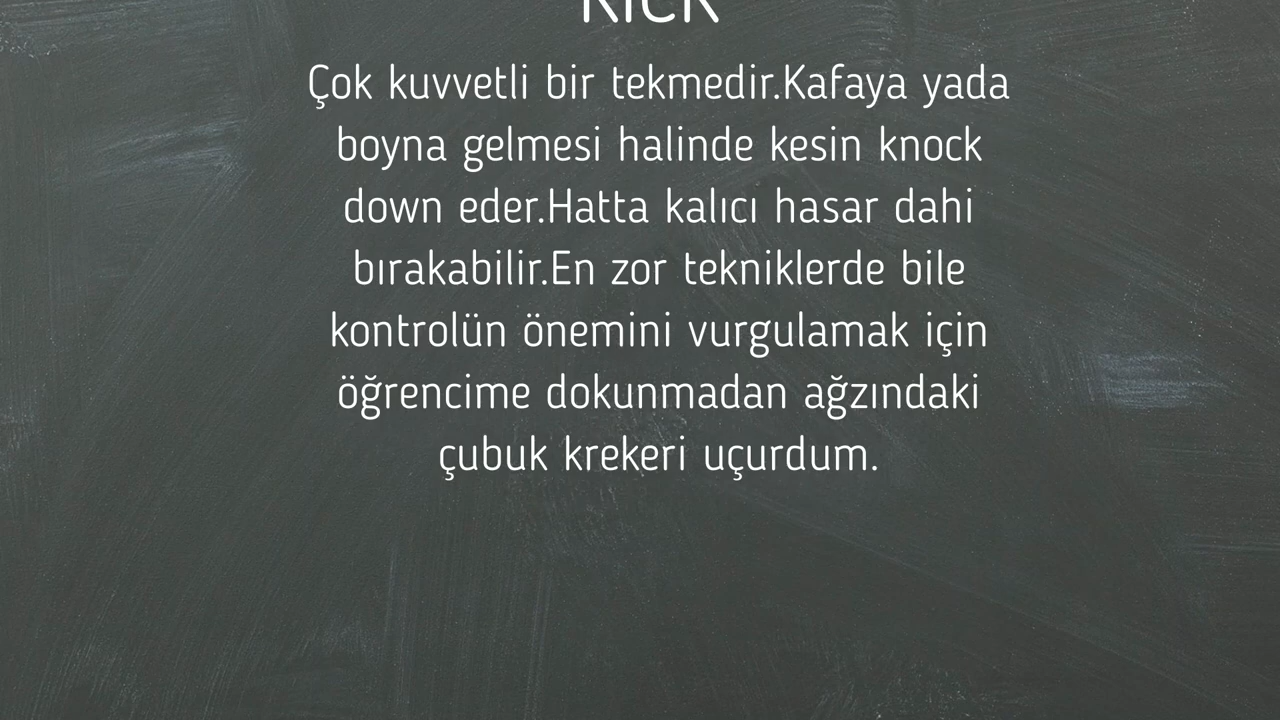 KICK
Çok kuvvetli bir tekmedir.Kafaya yada
boyna gelmesi halinde kesin knock
down eder.Hatta kalıcı hasar dahi
bırakabilir.En zor tekniklerde bile
kontrolün önemini vurgulamak için
öğrencime dokunmadan ağzındaki
çubuk krekeri uçurdum.